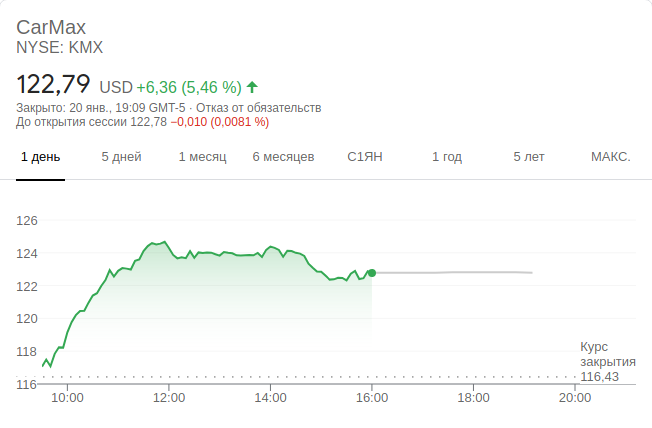 CarMax
NYSE: KMX
122,79 USD +6,36 (5,46 %)
Закрыто: 20 янв., 19:09 GMT-5 · Отказ от обязательств
До открытия сессии 122,78 −0,010 (0,0081 %)
1 день 5 дней 1 месяц 6 месяцев С1ЯН 1 год 5 лет МАКС.
126
124
122
120
118
Курс
закрытия
116,43
116
10:00 12:00 14:00 16:00 18:00 20:00